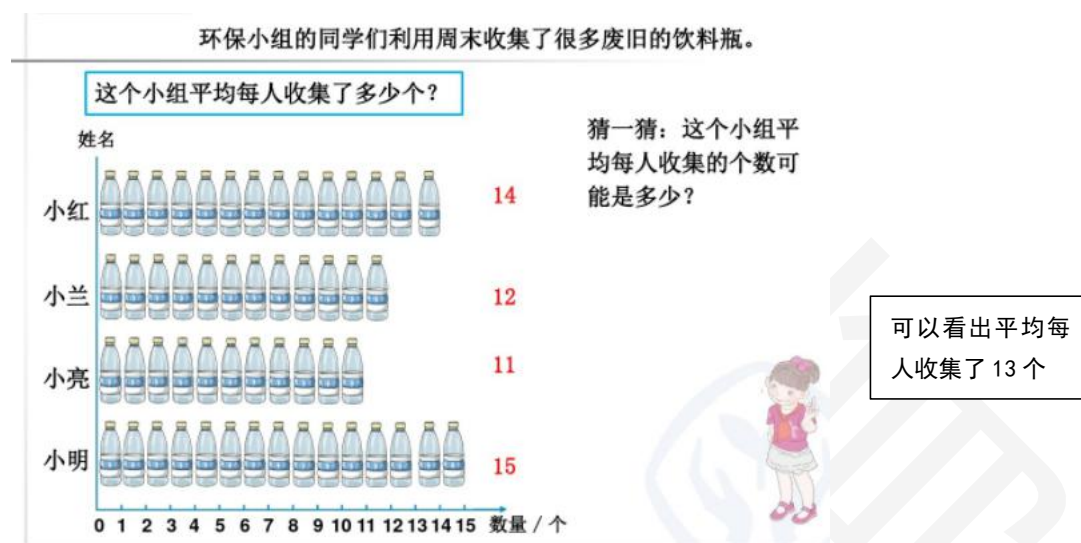 环保小组的同学们利用周末收集了很多废旧的饮料瓶。
这个小组平均每人收集了多少个？
猜一猜：这个小组平
均每人收集的个数可
能是多少？
姓名
小红
14
小兰
12
小亮
11
小明
15
0 1 2 3 4 5 6 7 8 9 10 11 12 13 14 15 数量 / 个
可以看出平均每
人收集了 13 个